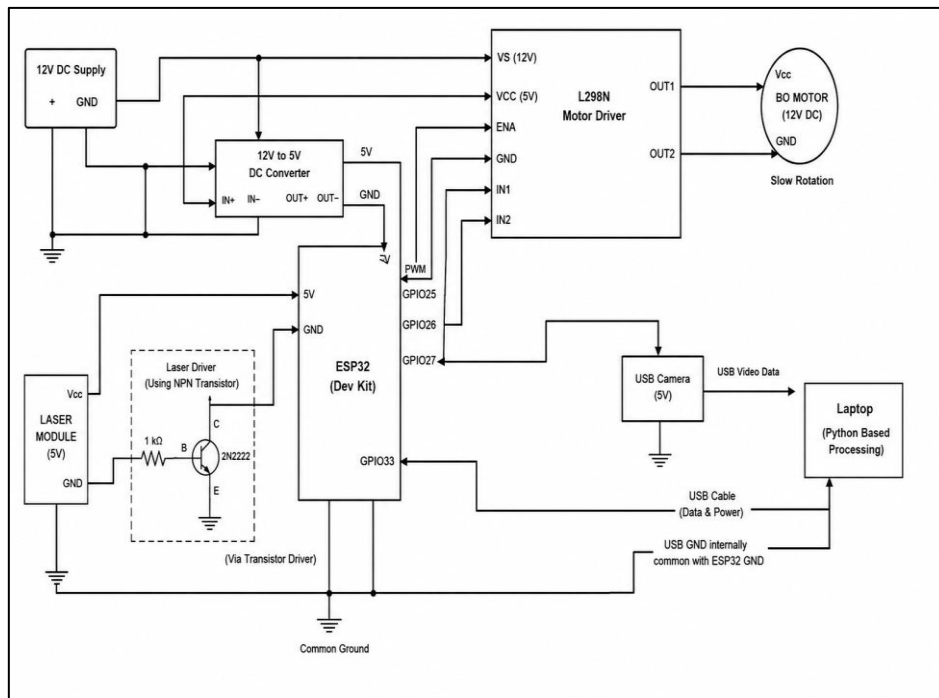 12V DC Supply
+ GND
VS (12V)
VCC (5V)
ENA
GND
IN1
IN2
L298N
Motor Driver
OUT1
OUT2
Vcc
BO MOTOR
(12V DC)
GND
Slow Rotation
12V to 5V
DC Converter
IN+ IN− OUT+ OUT−
5V
GND
PWM
GPIO25
GPIO26
GPIO27
GPIO33
5V
GND
ESP32
(Dev Kit)
Vcc
LASER
MODULE
(5V)
GND
Laser Driver
(Using NPN Transistor)
1 kΩ
B
C
2N2222
E
(Via Transistor Driver)
USB Camera
(5V)
USB Video Data
Laptop
(Python Based
Processing)
USB Cable
(Data & Power)
USB GND internally
common with ESP32 GND
Common Ground